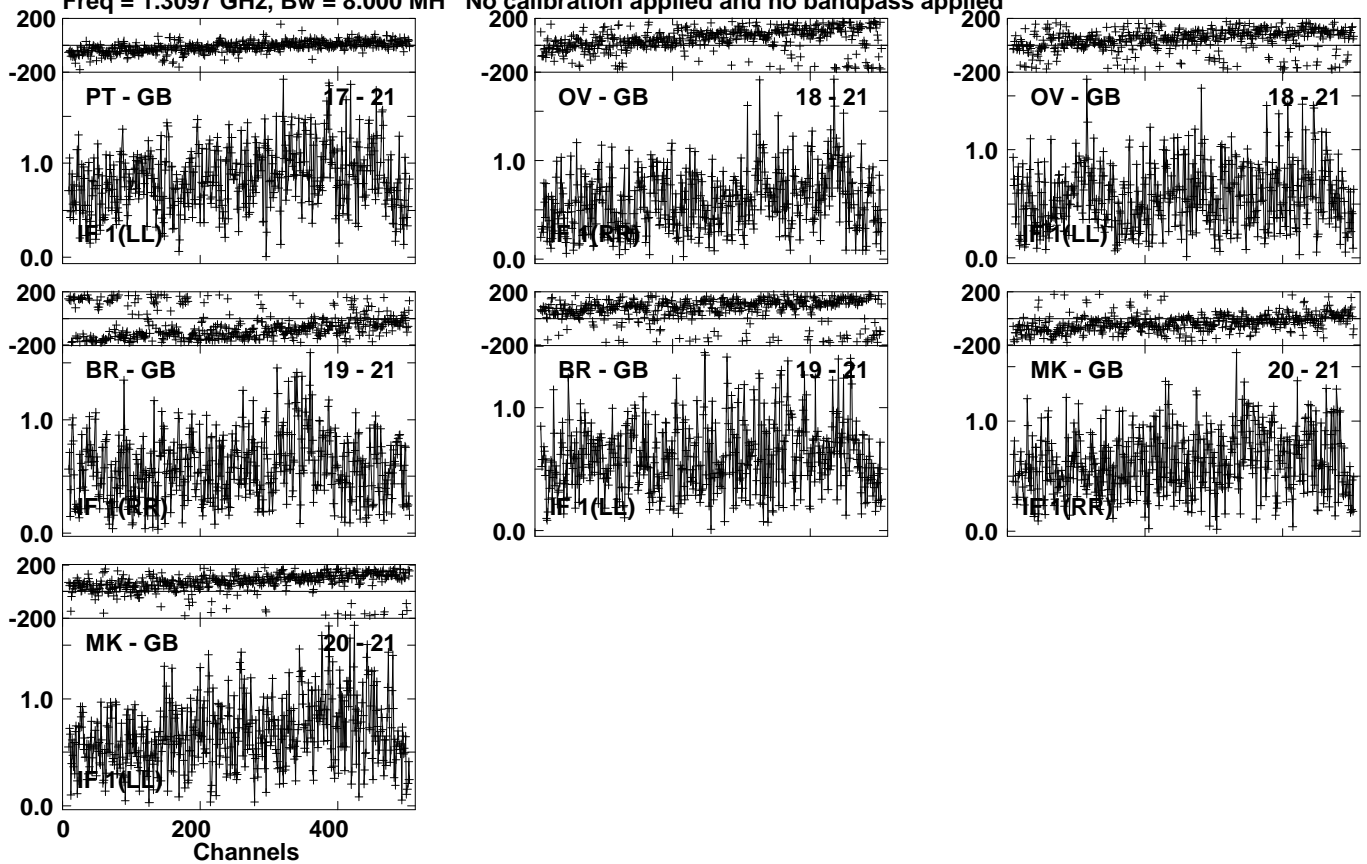 Freq = 1.3097 GHz, Bw = 8.000 MH No calibration applied and no bandpass applied
200
-200
PT - GB 17 - 21
1.0
IF 1(LL)
0.0
OV - GB 18 - 21
1.0
IF 1(RR)
0.0
OV - GB 18 - 21
1.0
IF 1(LL)
0.0
200
-200
BR - GB 19 - 21
1.0
IF 1(RR)
0.0
200
-200
BR - GB 19 - 21
1.0
IF 1(LL)
0.0
200
-200
MK - GB 20 - 21
1.0
IF 1(RR)
0.0
200
-200
MK - GB 20 - 21
1.0
IF 1(LL)
0.0
0 200 400
Channels
200
-200
200
-200